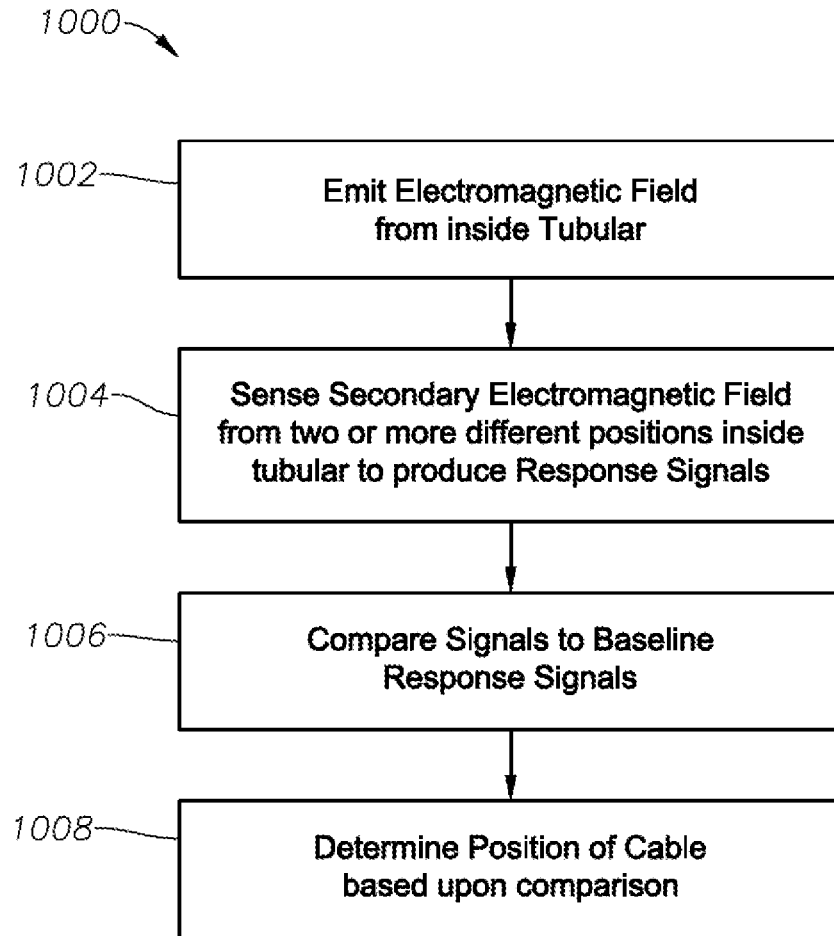 1000
1002
Emit Electromagnetic Field
from inside Tubular
1004
Sense Secondary Electromagnetic Field
from two or more different positions inside
tubular to produce Response Signals
1006
Compare Signals to Baseline
Response Signals
1008
Determine Position of Cable
based upon comparison